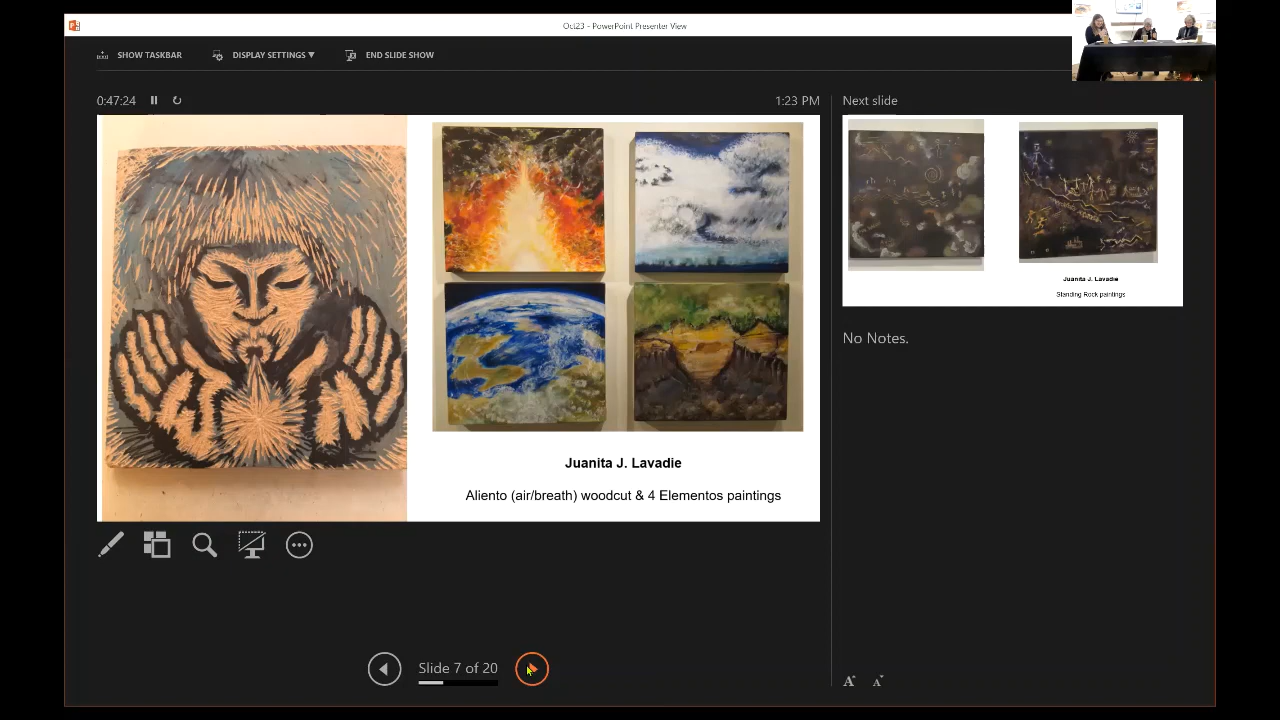 Oct23 - PowerPoint Presenter View
SHOW TASKBAR
DISPLAY SETTINGS ▼
END SLIDE SHOW
0:47:24
1:23 PM
Next slide
Juanita J. Lavadie
Aliento (air/breath) woodcut & 4 Elementos paintings
Juanita J. Lavadie
Standing Rock paintings
No Notes.
Slide 7 of 20
A A